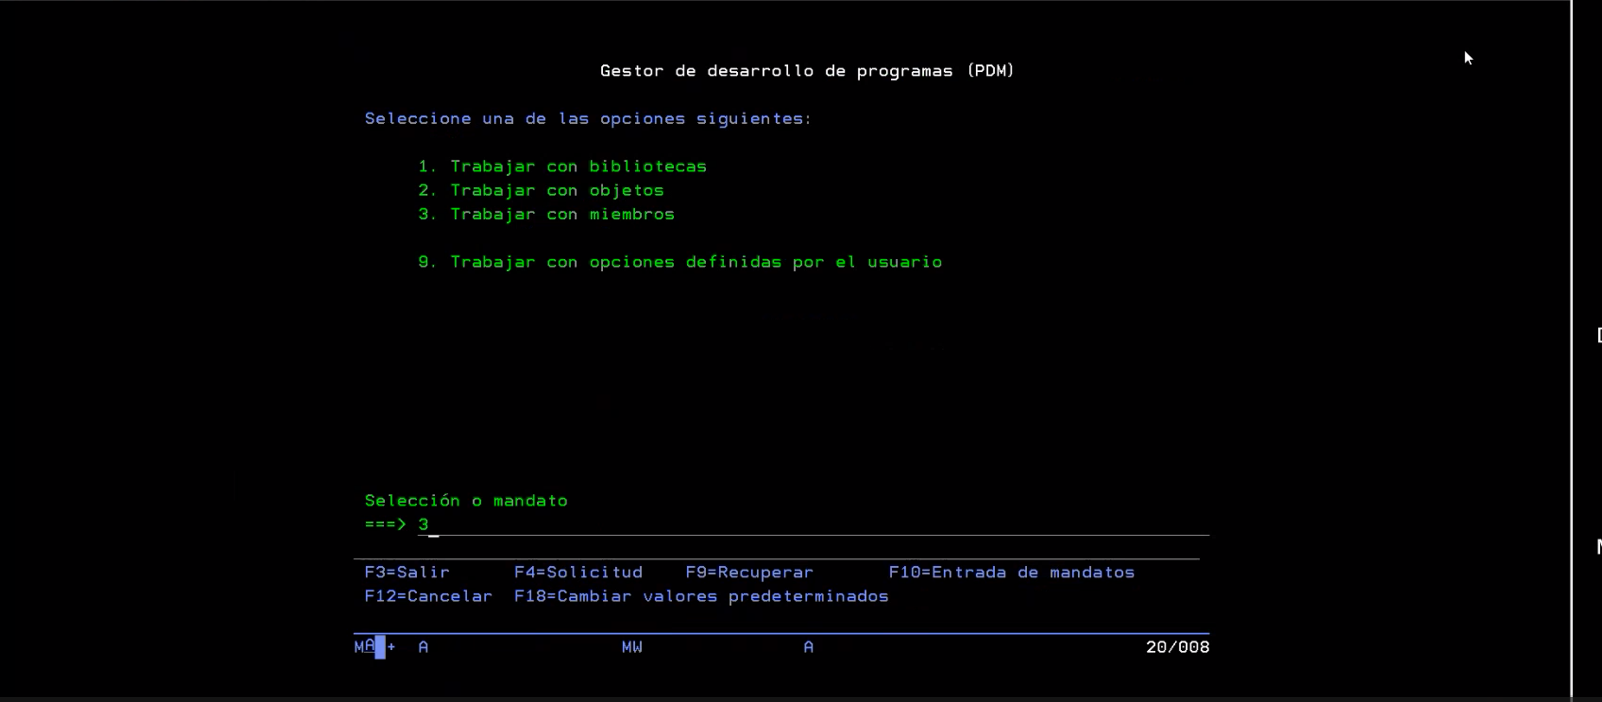 Gestor de desarrollo de programas (PDM)
Seleccione una de las opciones siguientes:
1. Trabajar con bibliotecas
2. Trabajar con objetos
3. Trabajar con miembros
9. Trabajar con opciones definidas por el usuario
Selección o mandato
===> 3
F3=Salir F4=Solicitud F9=Recuperar F10=Entrada de mandatos
F12=Cancelar F18=Cambiar valores predeterminados
MA + A MW A 20/008